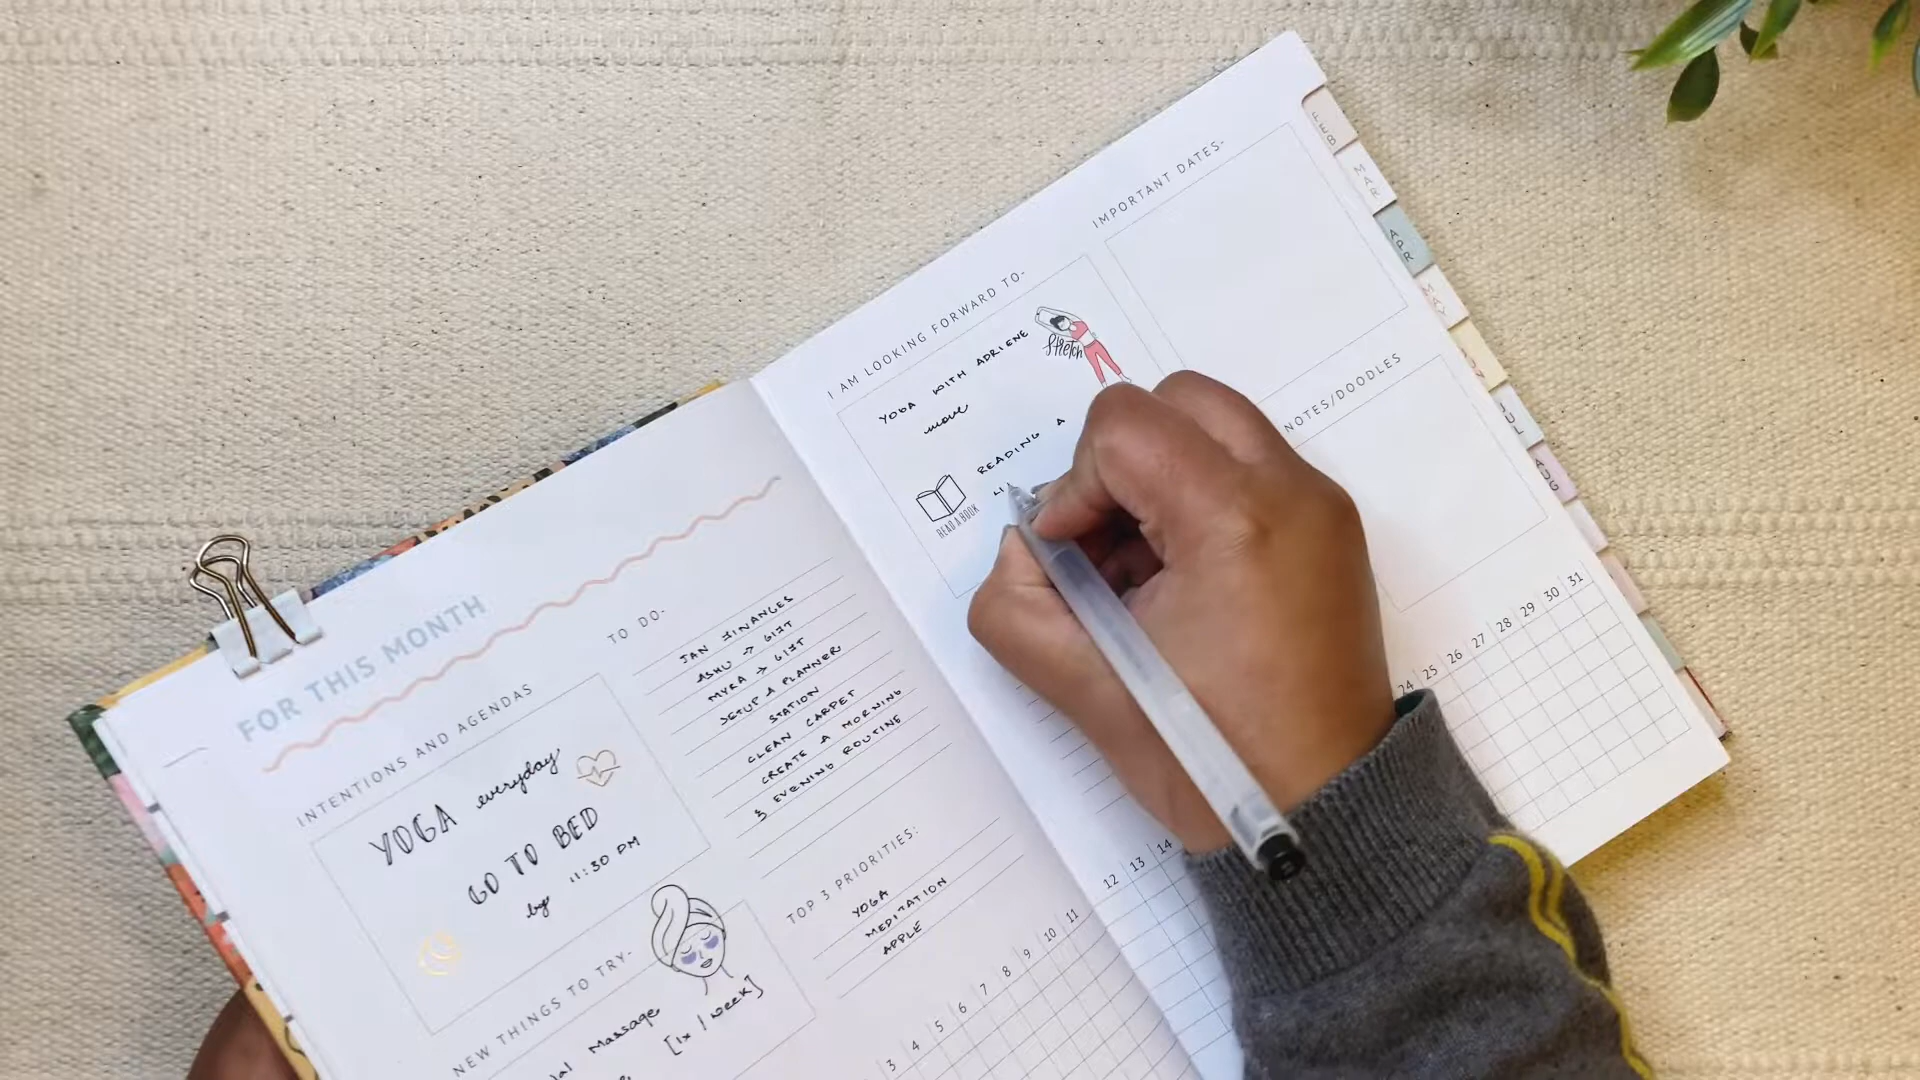 FOR THIS MONTH
INTENTIONS AND AGENDAS
YOGA everyday
GO TO BED
by 11:30 PM
NEW THINGS TO TRY-
Massage
[1x / week]
TO DO-
JAN FINANCES
ASHU → GIFT
MYRA → GIFT
SETUP A PLANNER
STATION
CLEAN CARPET
CREATE A MORNING
& EVENING ROUTINE
TOP 3 PRIORITIES:
YOGA
MEDITATION
APPLE
3 4 5 6 7 8 9 10 11
I AM LOOKING FORWARD TO-
YOGA WITH ADRIENE
move
Stretch
READING A
READ A BOOK
IMPORTANT DATES-
NOTES/DOODLES
12 13 14
24 25 26 27 28 29 30 31
FEB
MAR
APR
MAY
JUL
AUG